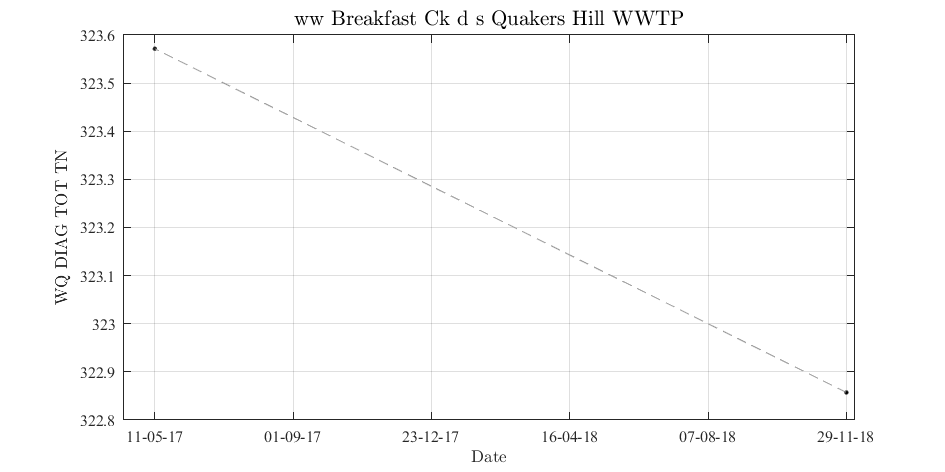 ww Breakfast Ck d s Quakers Hill WWTP
323.6
323.5
323.4
323.3
323.2
323.1
323
322.9
322.8
WQ DIAG TOT TN
11-05-17 01-09-17 23-12-17 16-04-18 07-08-18 29-11-18
Date